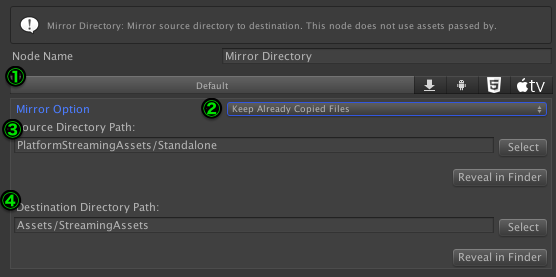 Mirror Directory: Mirror source directory to destination. This node does not use assets passed by.
Node Name
Mirror Directory
1
Default
5
tv
Mirror Option
2
Keep Already Copied Files
3
Source Directory Path:
PlatformStreamingAssets/Standalone
Select
Reveal in Finder
4
Destination Directory Path:
Assets/StreamingAssets
Select
Reveal in Finder